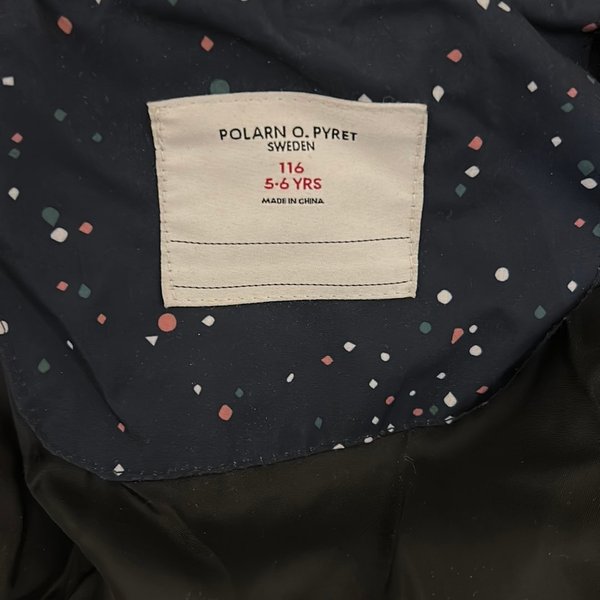 POLARN O. PYRET
SWEDEN
116
5-6 YRS
MADE IN CHINA